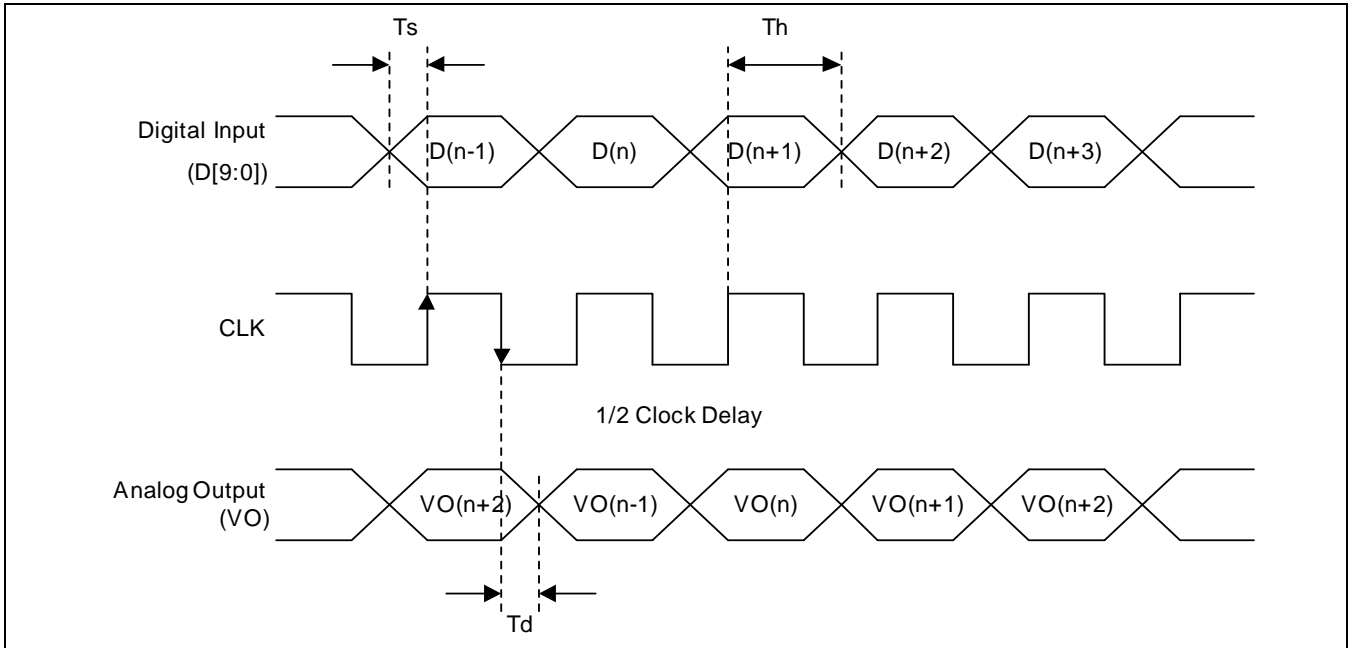 Ts Th
Digital Input
(D[9:0])
D(n-1) D(n) D(n+1) D(n+2) D(n+3)
CLK
1/2 Clock Delay
Analog Output
(VO)
VO(n+2) VO(n-1) VO(n) VO(n+1) VO(n+2)
Td